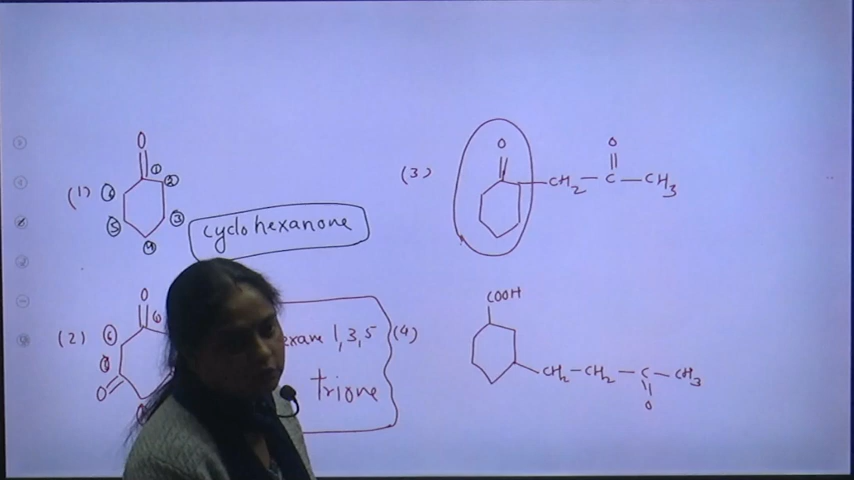 (1) O ① ② ③ ④ ⑤ ⑥
cyclohexanone
(2) O ⑥ O
exane 1,3,5
trione
(3) O CH2 – C – CH3
O
(4) COOH
CH2 – CH2 – C – CH3
O